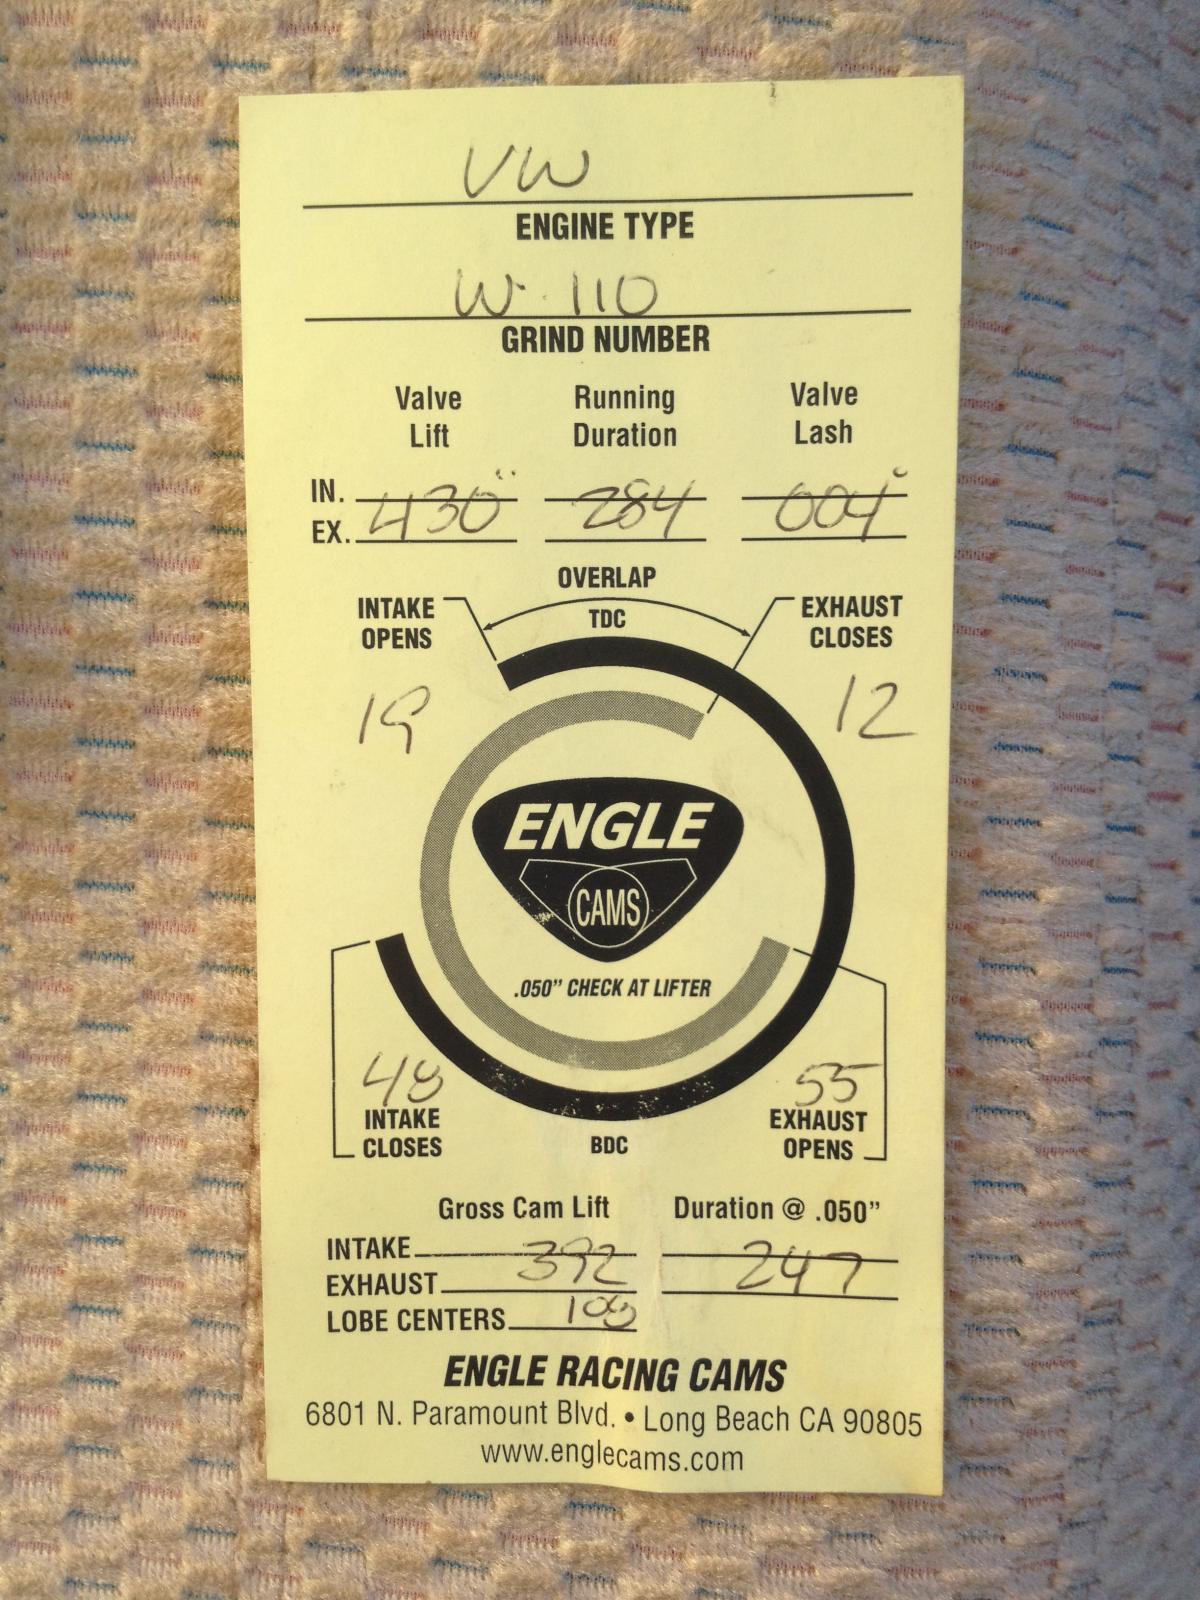 VW
ENGINE TYPE
W-110
GRIND NUMBER
Valve Lift Running Duration Valve Lash
IN.
430" 284 004"
EX.
OVERLAP
INTAKE OPENS TDC EXHAUST CLOSES
19 12
ENGLE
CAMS
.050" CHECK AT LIFTER
48 55
INTAKE CLOSES BDC EXHAUST OPENS
Gross Cam Lift Duration @ .050"
INTAKE
392 247
EXHAUST
LOBE CENTERS 108
ENGLE RACING CAMS
6801 N. Paramount Blvd. • Long Beach CA 90805
www.englecams.com